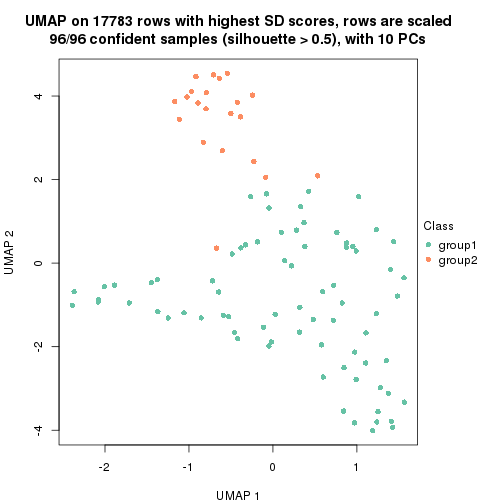 UMAP on 17783 rows with highest SD scores, rows are scaled
96/96 confident samples (silhouette > 0.5), with 10 PCs
4
2
0
-2
-4
UMAP 2
-2
-1
0
1
UMAP 1
Class
group1
group2